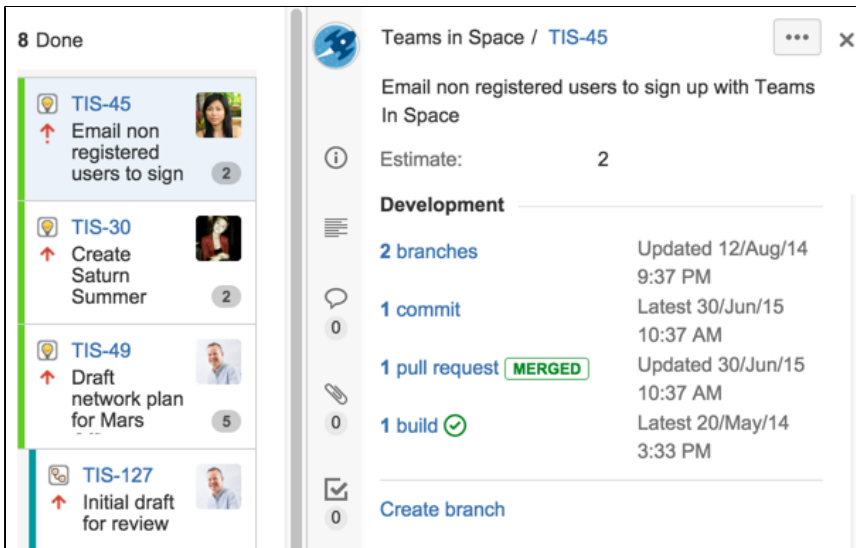 8 Done
TIS-45
Email non
registered
users to sign
2
TIS-30
Create
Saturn
Summer
2
TIS-49
Draft
network plan
for Mars
5
TIS-127
Initial draft
for review
Teams in Space / TIS-45
Email non registered users to sign up with Teams
In Space
Estimate: 2
Development
2 branches Updated 12/Aug/14
9:37 PM
1 commit Latest 30/Jun/15
10:37 AM
1 pull request MERGED Updated 30/Jun/15
10:37 AM
1 build Latest 20/May/14
3:33 PM
Create branch
0
0
0